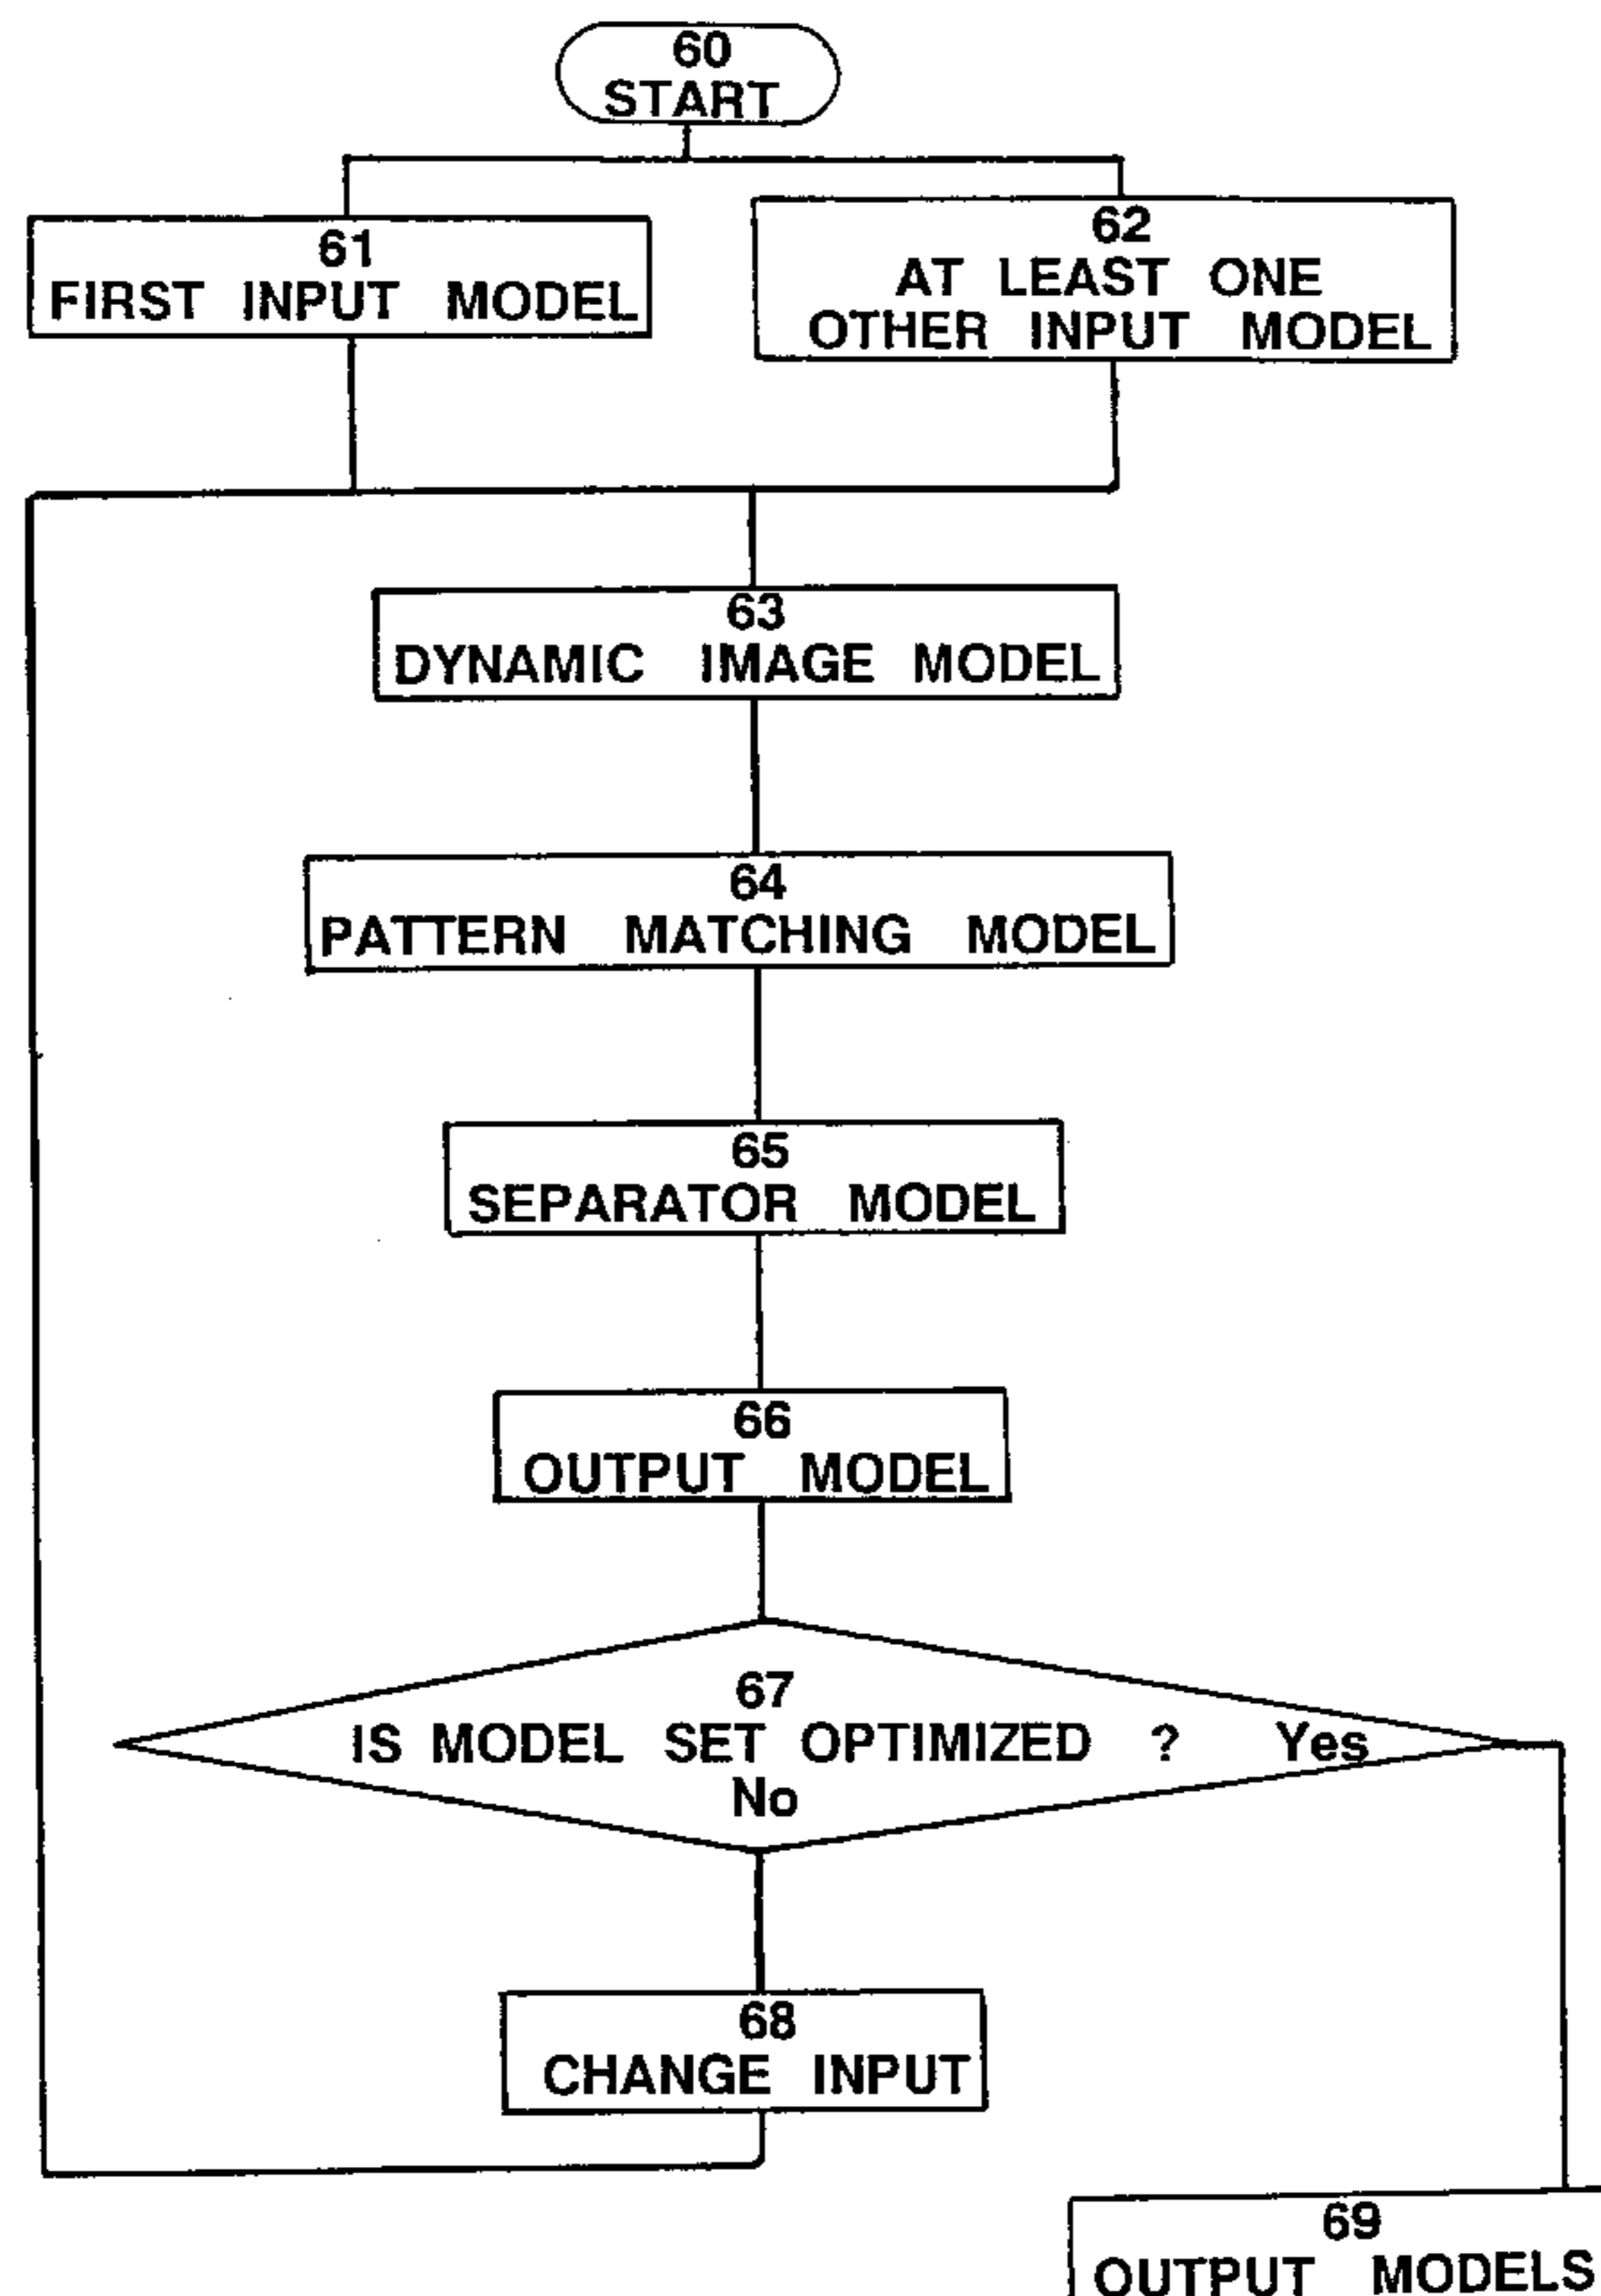 60
START
61
FIRST INPUT MODEL
62
AT LEAST ONE
OTHER INPUT MODEL
63
DYNAMIC IMAGE MODEL
64
PATTERN MATCHING MODEL
65
SEPARATOR MODEL
66
OUTPUT MODEL
67
IS MODEL SET OPTIMIZED ? Yes
No
68
CHANGE INPUT
69
OUTPUT MODELS